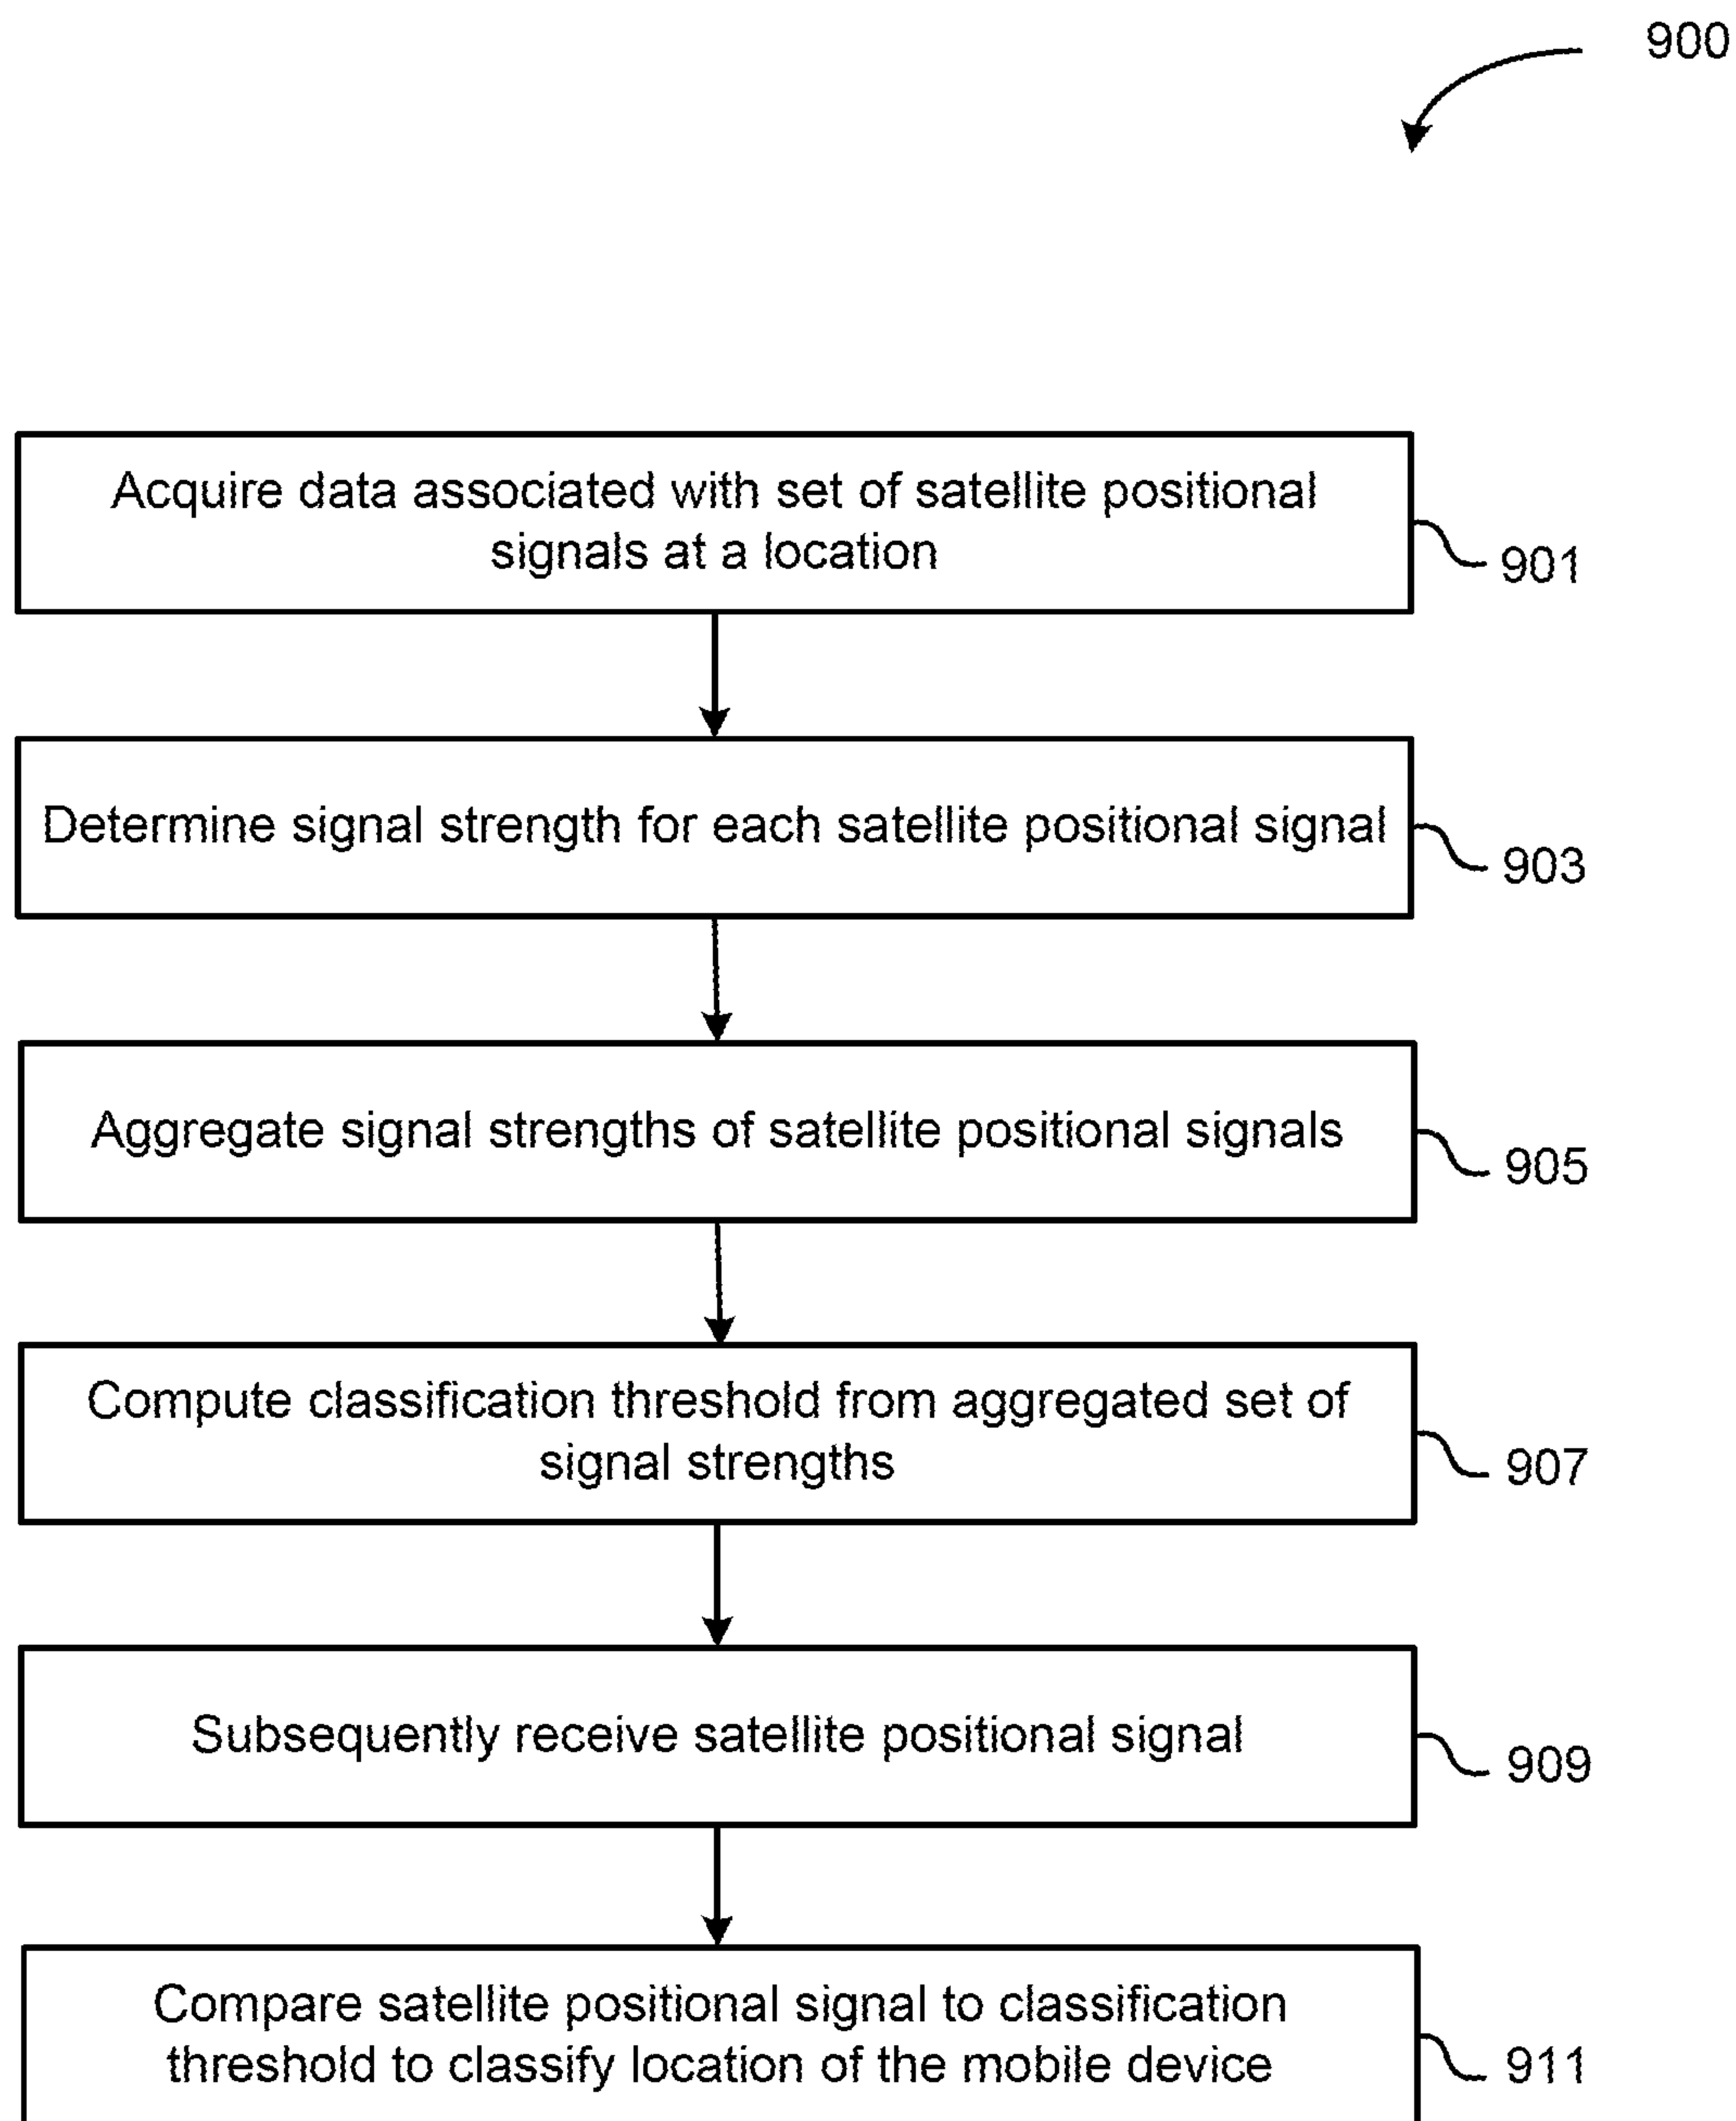 900
Acquire data associated with set of satellite positional
signals at a location
901
Determine signal strength for each satellite positional signal
903
Aggregate signal strengths of satellite positional signals
905
Compute classification threshold from aggregated set of
signal strengths
907
Subsequently receive satellite positional signal
909
Compare satellite positional signal to classification
threshold to classify location of the mobile device
911